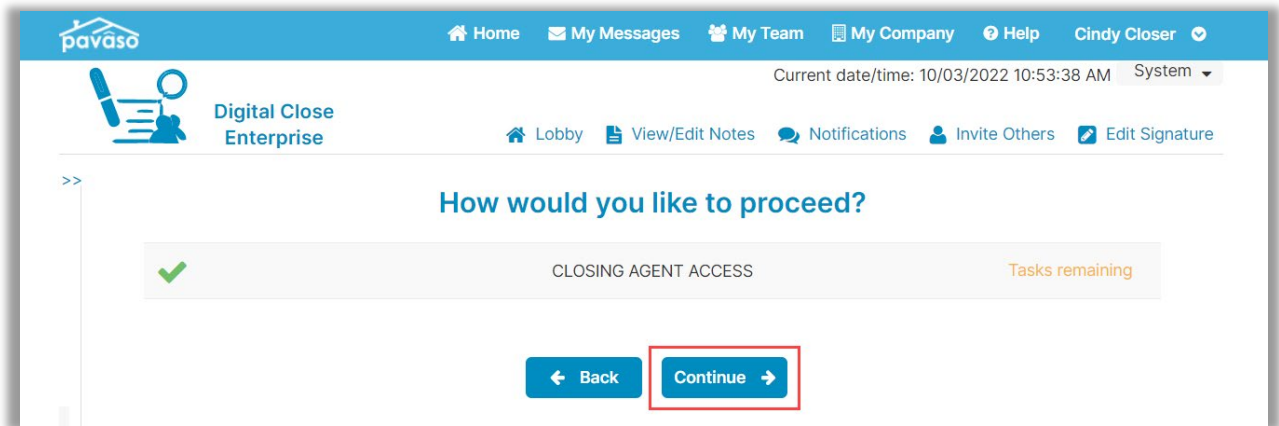 pavaso
Home My Messages My Team My Company Help Cindy Closer
Current date/time: 10/03/2022 10:53:38 AM System
Digital Close
Enterprise
Lobby View/Edit Notes Notifications Invite Others Edit Signature
>>
How would you like to proceed?
CLOSING AGENT ACCESS Tasks remaining
Back Continue